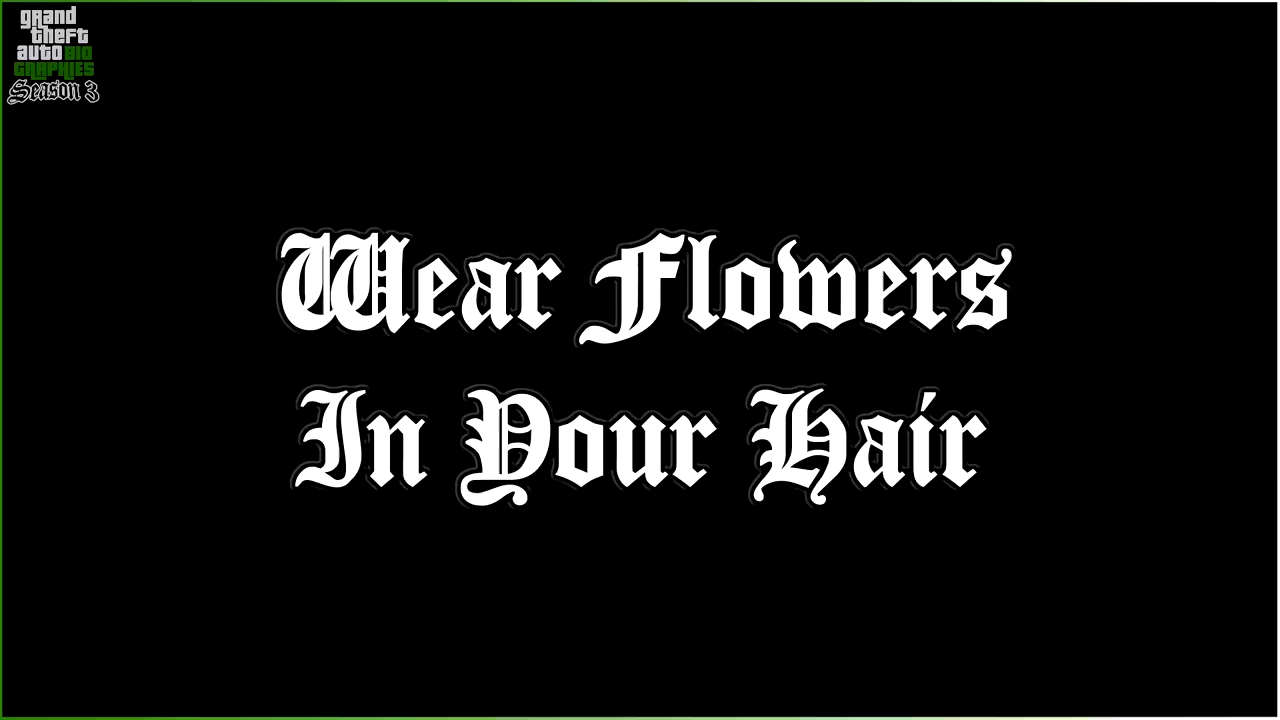 grand
theft
auto BIO
GRAPHIES
Season 3
Wear Flowers
In Your Hair